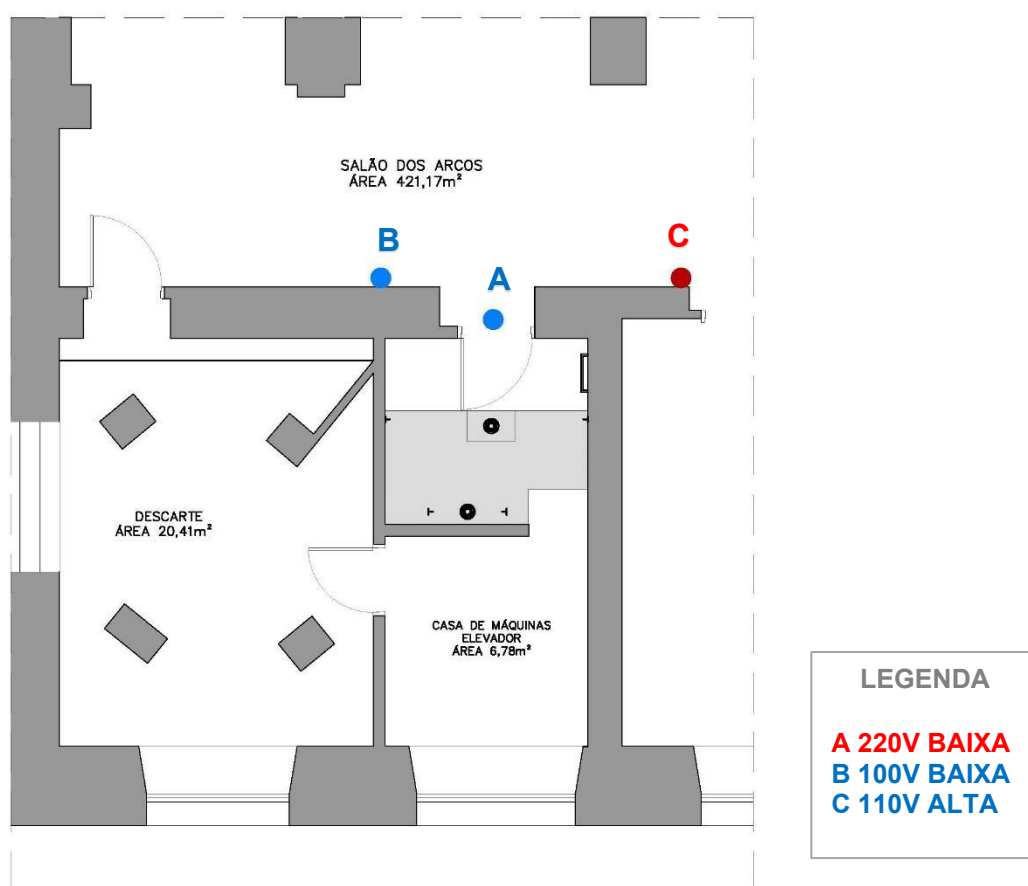 SALÃO DOS ARCOS
ÁREA 421,17m²
B
C
A
DESCARTE
ÁREA 20,41m²
CASA DE MÁQUINAS
ELEVADOR
ÁREA 6,78m²
LEGENDA
A 220V BAIXA
B 100V BAIXA
C 110V ALTA